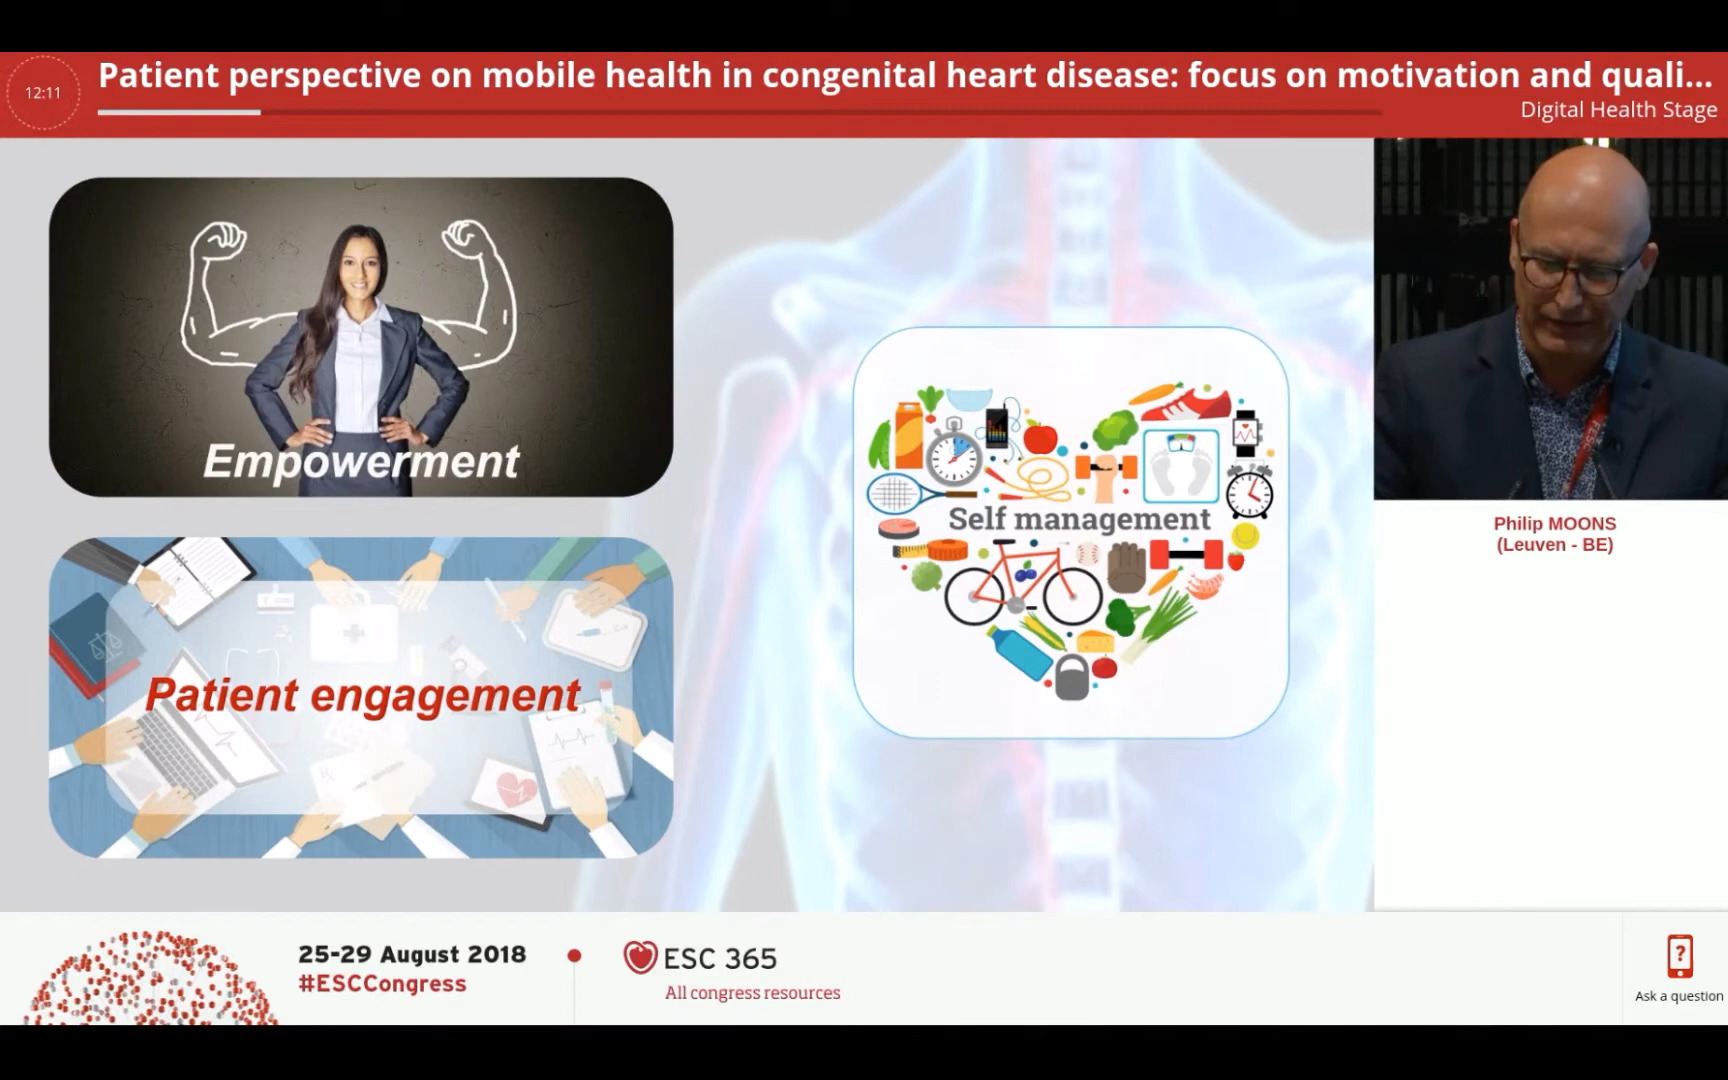 12:11
Patient perspective on mobile health in congenital heart disease: focus on motivation and quali...
Digital Health Stage
Empowerment
Patient engagement
Self management
Philip MOONS
(Leuven - BE)
25-29 August 2018
#ESCCongress
ESC 365
All congress resources
?
Ask a question